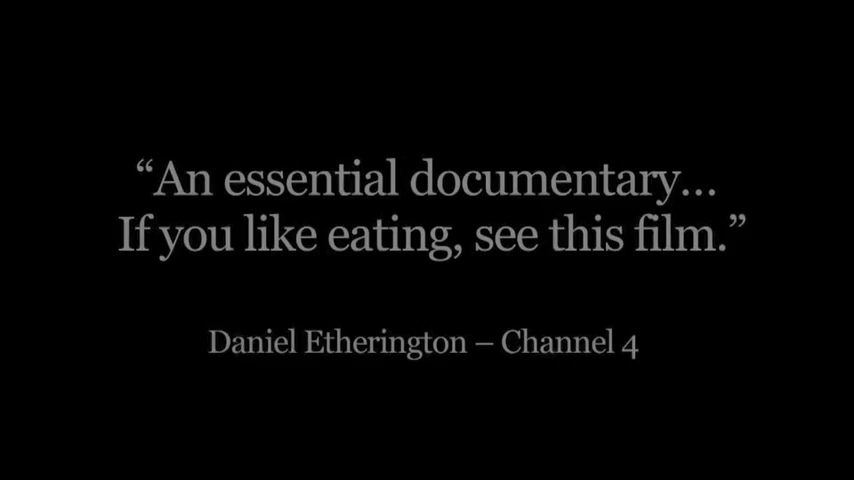 “An essential documentary...
If you like eating, see this film.”
Daniel Etherington – Channel 4